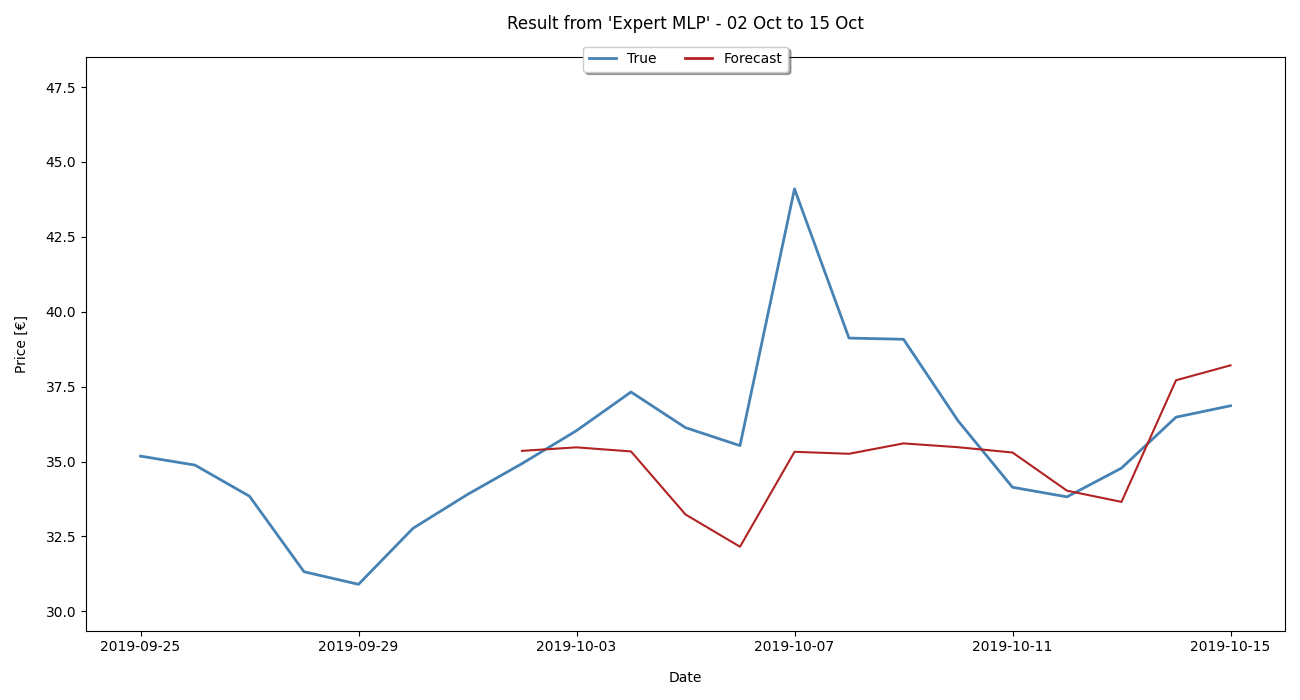 Result from 'Expert MLP' - 02 Oct to 15 Oct
True Forecast
47.5
45.0
42.5
40.0
37.5
35.0
32.5
30.0
Price [€]
2019-09-25 2019-09-29 2019-10-03 2019-10-07 2019-10-11 2019-10-15
Date